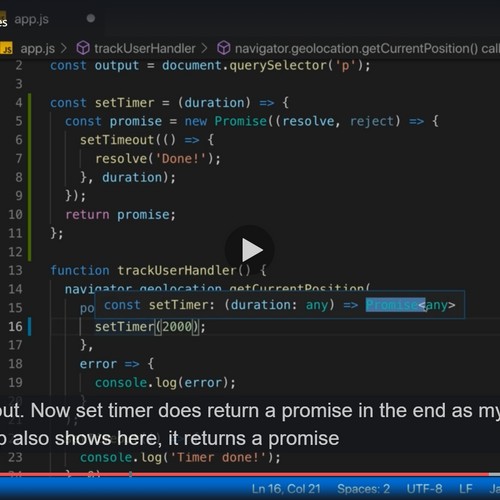 app.js
JS app.js > trackUserHandler > navigator.geolocation.getCurrentPosition() call
2 const output = document.querySelector('p');
3
4 const setTimer = (duration) => {
5 const promise = new Promise((resolve, reject) => {
6 setTimeout(() => {
7 resolve('Done!');
8 }, duration);
9 });
10 return promise;
11 };
12
13 function trackUserHandler() {
14 navigator.geolocation.getCurrentPosition(
15 po
const setTimer: (duration: any) => Promise<any>
16 setTimer(2000);
17 },
18 error => {
19 console.log(error);
20 }
out. Now set timer does return a promise in the end as my
o also shows here, it returns a promise
23 console.log('Timer done!');
Ln 16, Col 21 Spaces: 2 UTF-8 LF Ja